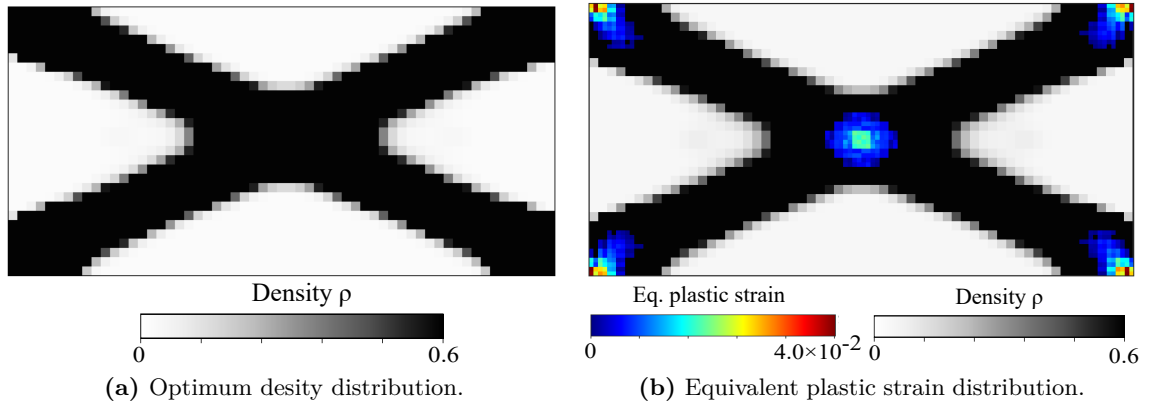 Density ρ
0
0.6
(a) Optimum desity distribution.
Eq. plastic strain
Density ρ
0
4.0×10⁻²
0
0.6
(b) Equivalent plastic strain distribution.